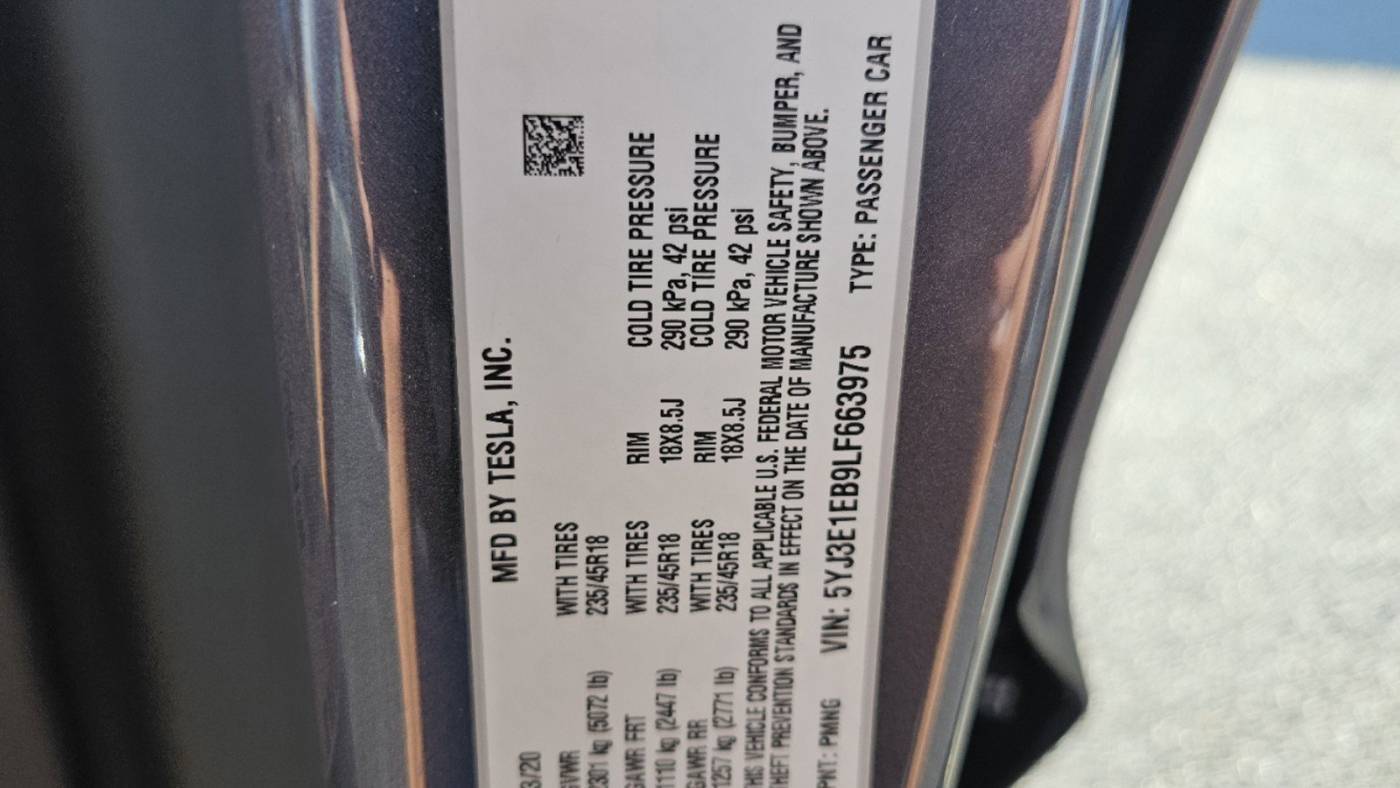 MFD BY TESLA, INC.
3/20
GVWR WITH TIRES
2301 kg (5072 lb) 235/45R18
GAWR FRT WITH TIRES RIM COLD TIRE PRESSURE
1110 kg (2447 lb) 235/45R18 18X8.5J 290 kPa, 42 psi
GAWR RR WITH TIRES RIM COLD TIRE PRESSURE
1257 kg (2771 lb) 235/45R18 18X8.5J 290 kPa, 42 psi
THIS VEHICLE CONFORMS TO ALL APPLICABLE U.S. FEDERAL MOTOR VEHICLE SAFETY, BUMPER, AND
THEFT PREVENTION STANDARDS IN EFFECT ON THE DATE OF MANUFACTURE SHOWN ABOVE.
PNT: PMNG VIN: 5YJ3E1EB9LF663975 TYPE: PASSENGER CAR